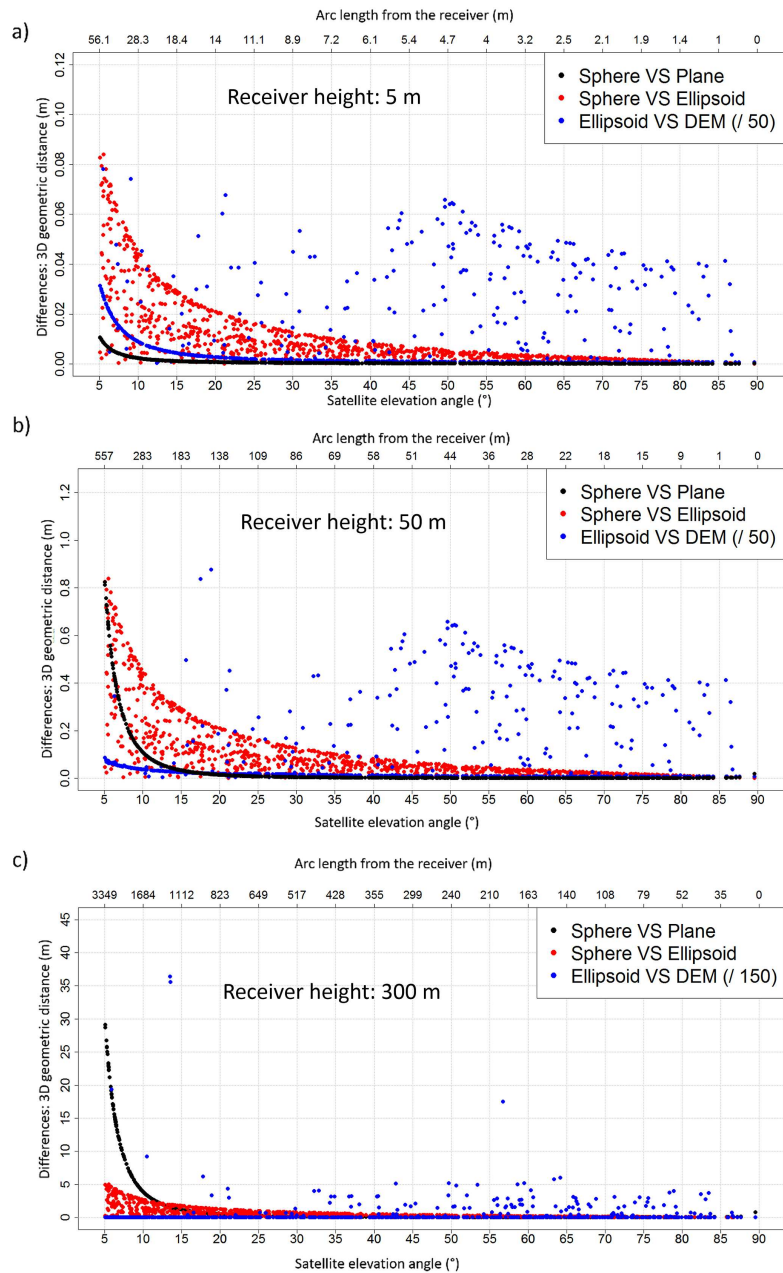 a)
Arc length from the receiver (m)
56.1 28.3 18.4 14 11.1 8.9 7.2 6.1 5.4 4.7 4 3.2 2.5 2.1 1.9 1.4 1 0
Differences: 3D geometric distance (m)
0.12
0.10
0.08
0.06
0.04
0.02
0.00
Receiver height: 5 m
Sphere VS Plane
Sphere VS Ellipsoid
Ellipsoid VS DEM (/ 50)
5 10 15 20 25 30 35 40 45 50 55 60 65 70 75 80 85 90
Satellite elevation angle (°)
b)
Arc length from the receiver (m)
557 283 183 138 109 86 69 58 51 44 36 28 22 18 15 9 1 0
Differences: 3D geometric distance (m)
1.2
1.0
0.8
0.6
0.4
0.2
0.0
Receiver height: 50 m
Sphere VS Plane
Sphere VS Ellipsoid
Ellipsoid VS DEM (/ 50)
5 10 15 20 25 30 35 40 45 50 55 60 65 70 75 80 85 90
Satellite elevation angle (°)
c)
Arc length from the receiver (m)
3349 1684 1112 823 649 517 428 355 299 240 210 163 140 108 79 52 35 0
Differences: 3D geometric distance (m)
45
40
35
30
25
20
15
10
5
0
Receiver height: 300 m
Sphere VS Plane
Sphere VS Ellipsoid
Ellipsoid VS DEM (/ 150)
5 10 15 20 25 30 35 40 45 50 55 60 65 70 75 80 85 90
Satellite elevation angle (°)